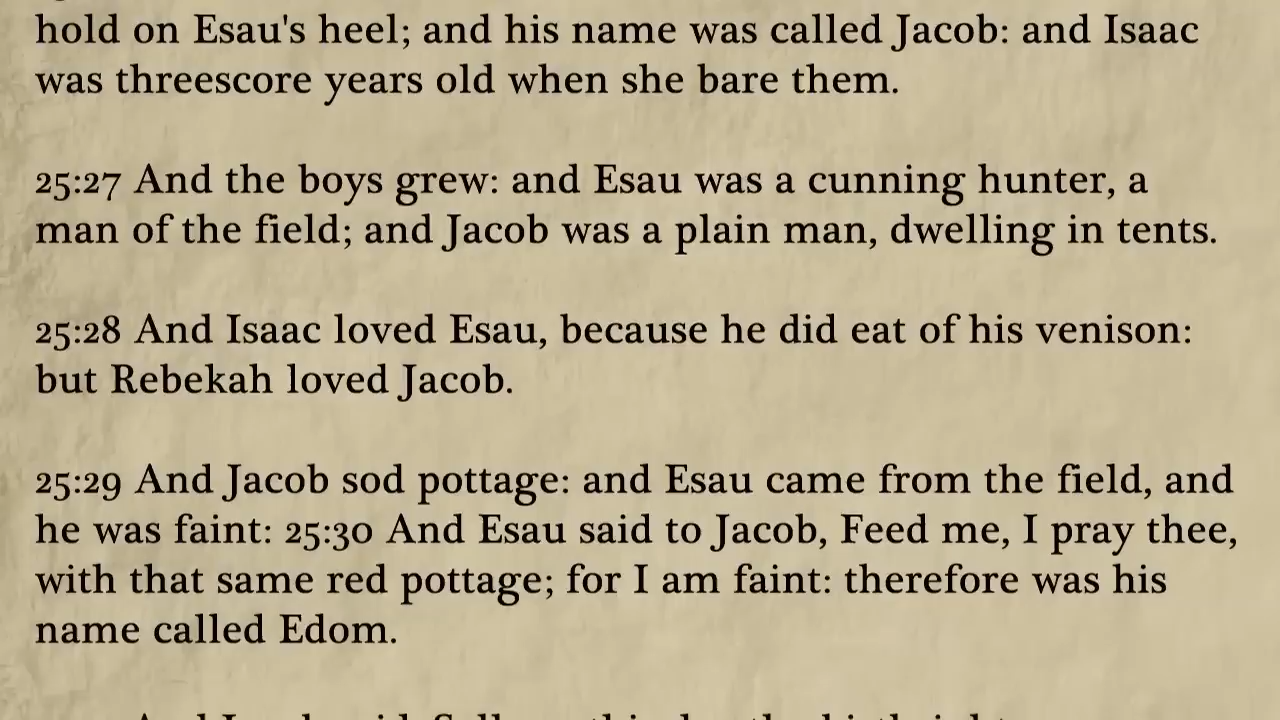 hold on Esau's heel; and his name was called Jacob: and Isaac
was threescore years old when she bare them.
25:27 And the boys grew: and Esau was a cunning hunter, a
man of the field; and Jacob was a plain man, dwelling in tents.
25:28 And Isaac loved Esau, because he did eat of his venison:
but Rebekah loved Jacob.
25:29 And Jacob sod pottage: and Esau came from the field, and
he was faint: 25:30 And Esau said to Jacob, Feed me, I pray thee,
with that same red pottage; for I am faint: therefore was his
name called Edom.